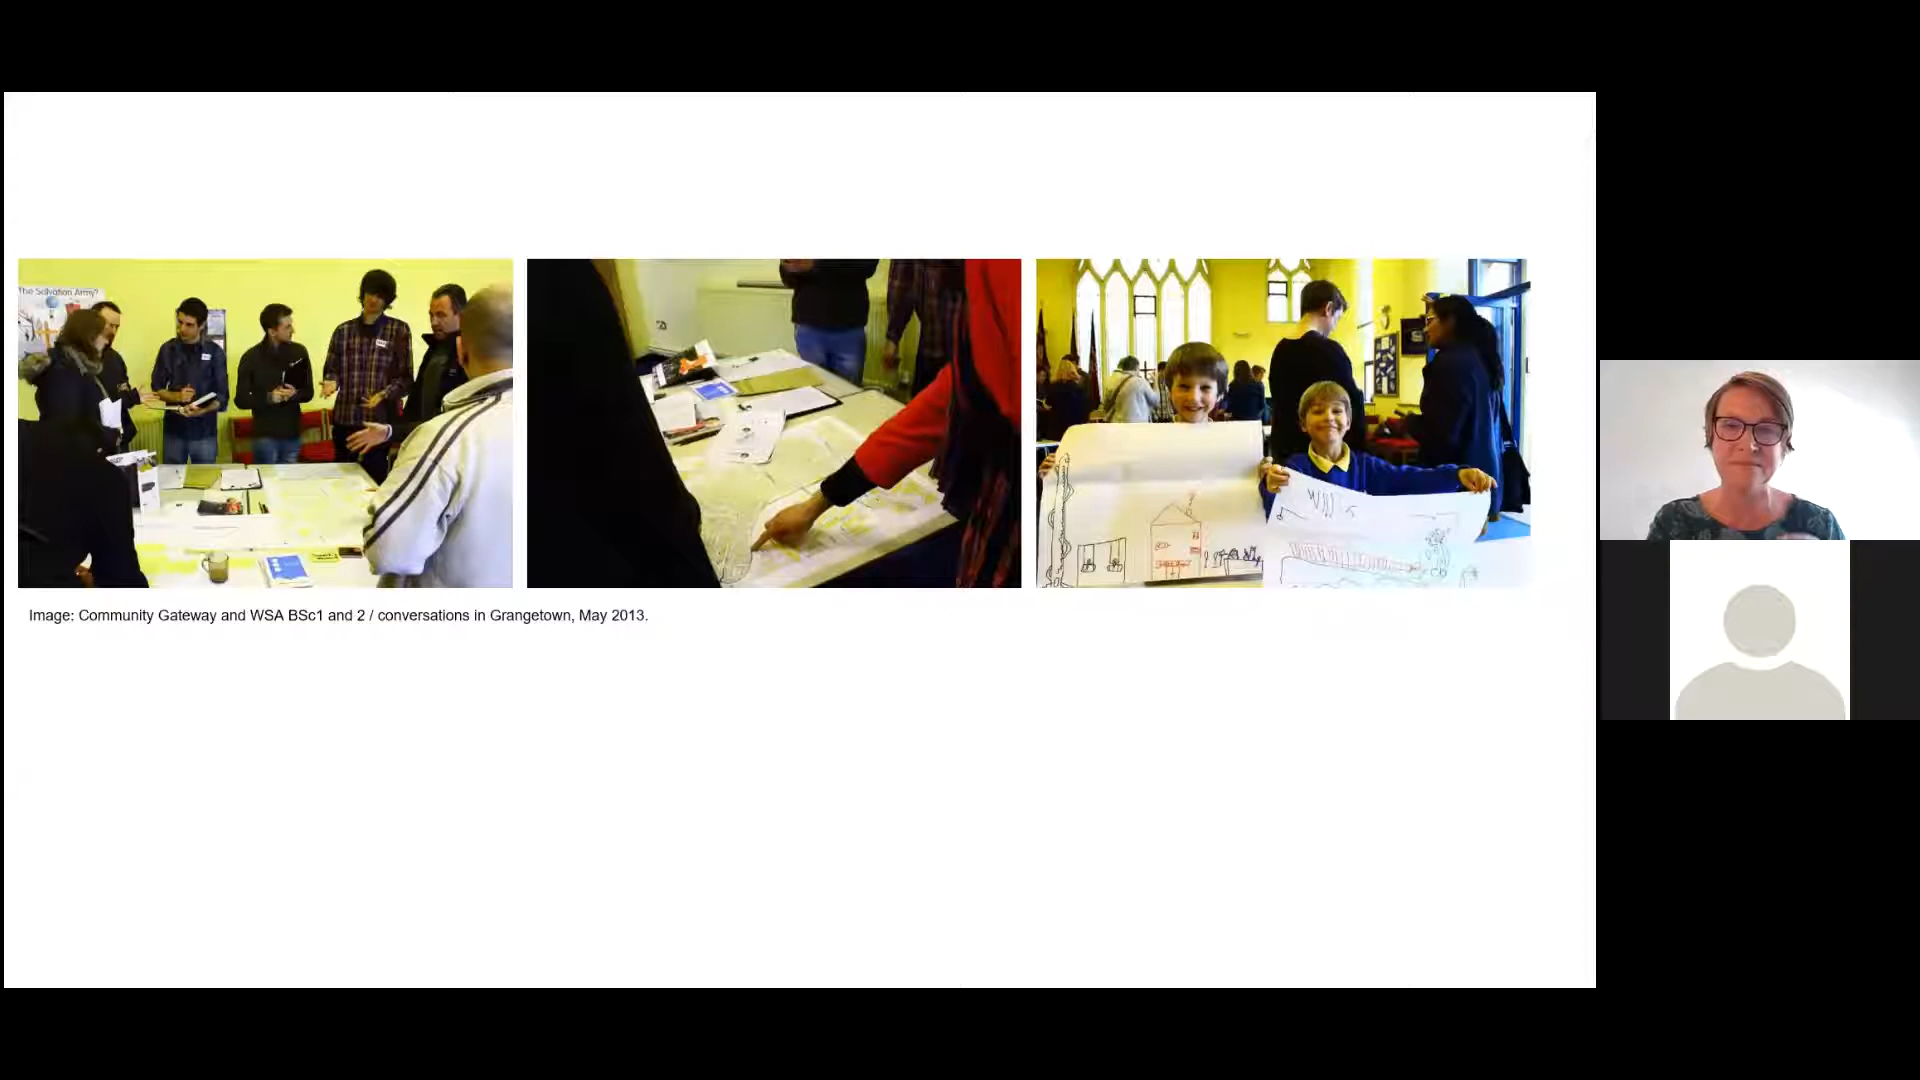 The Salvation Army?
Image: Community Gateway and WSA BSc1 and 2 / conversations in Grangetown, May 2013.